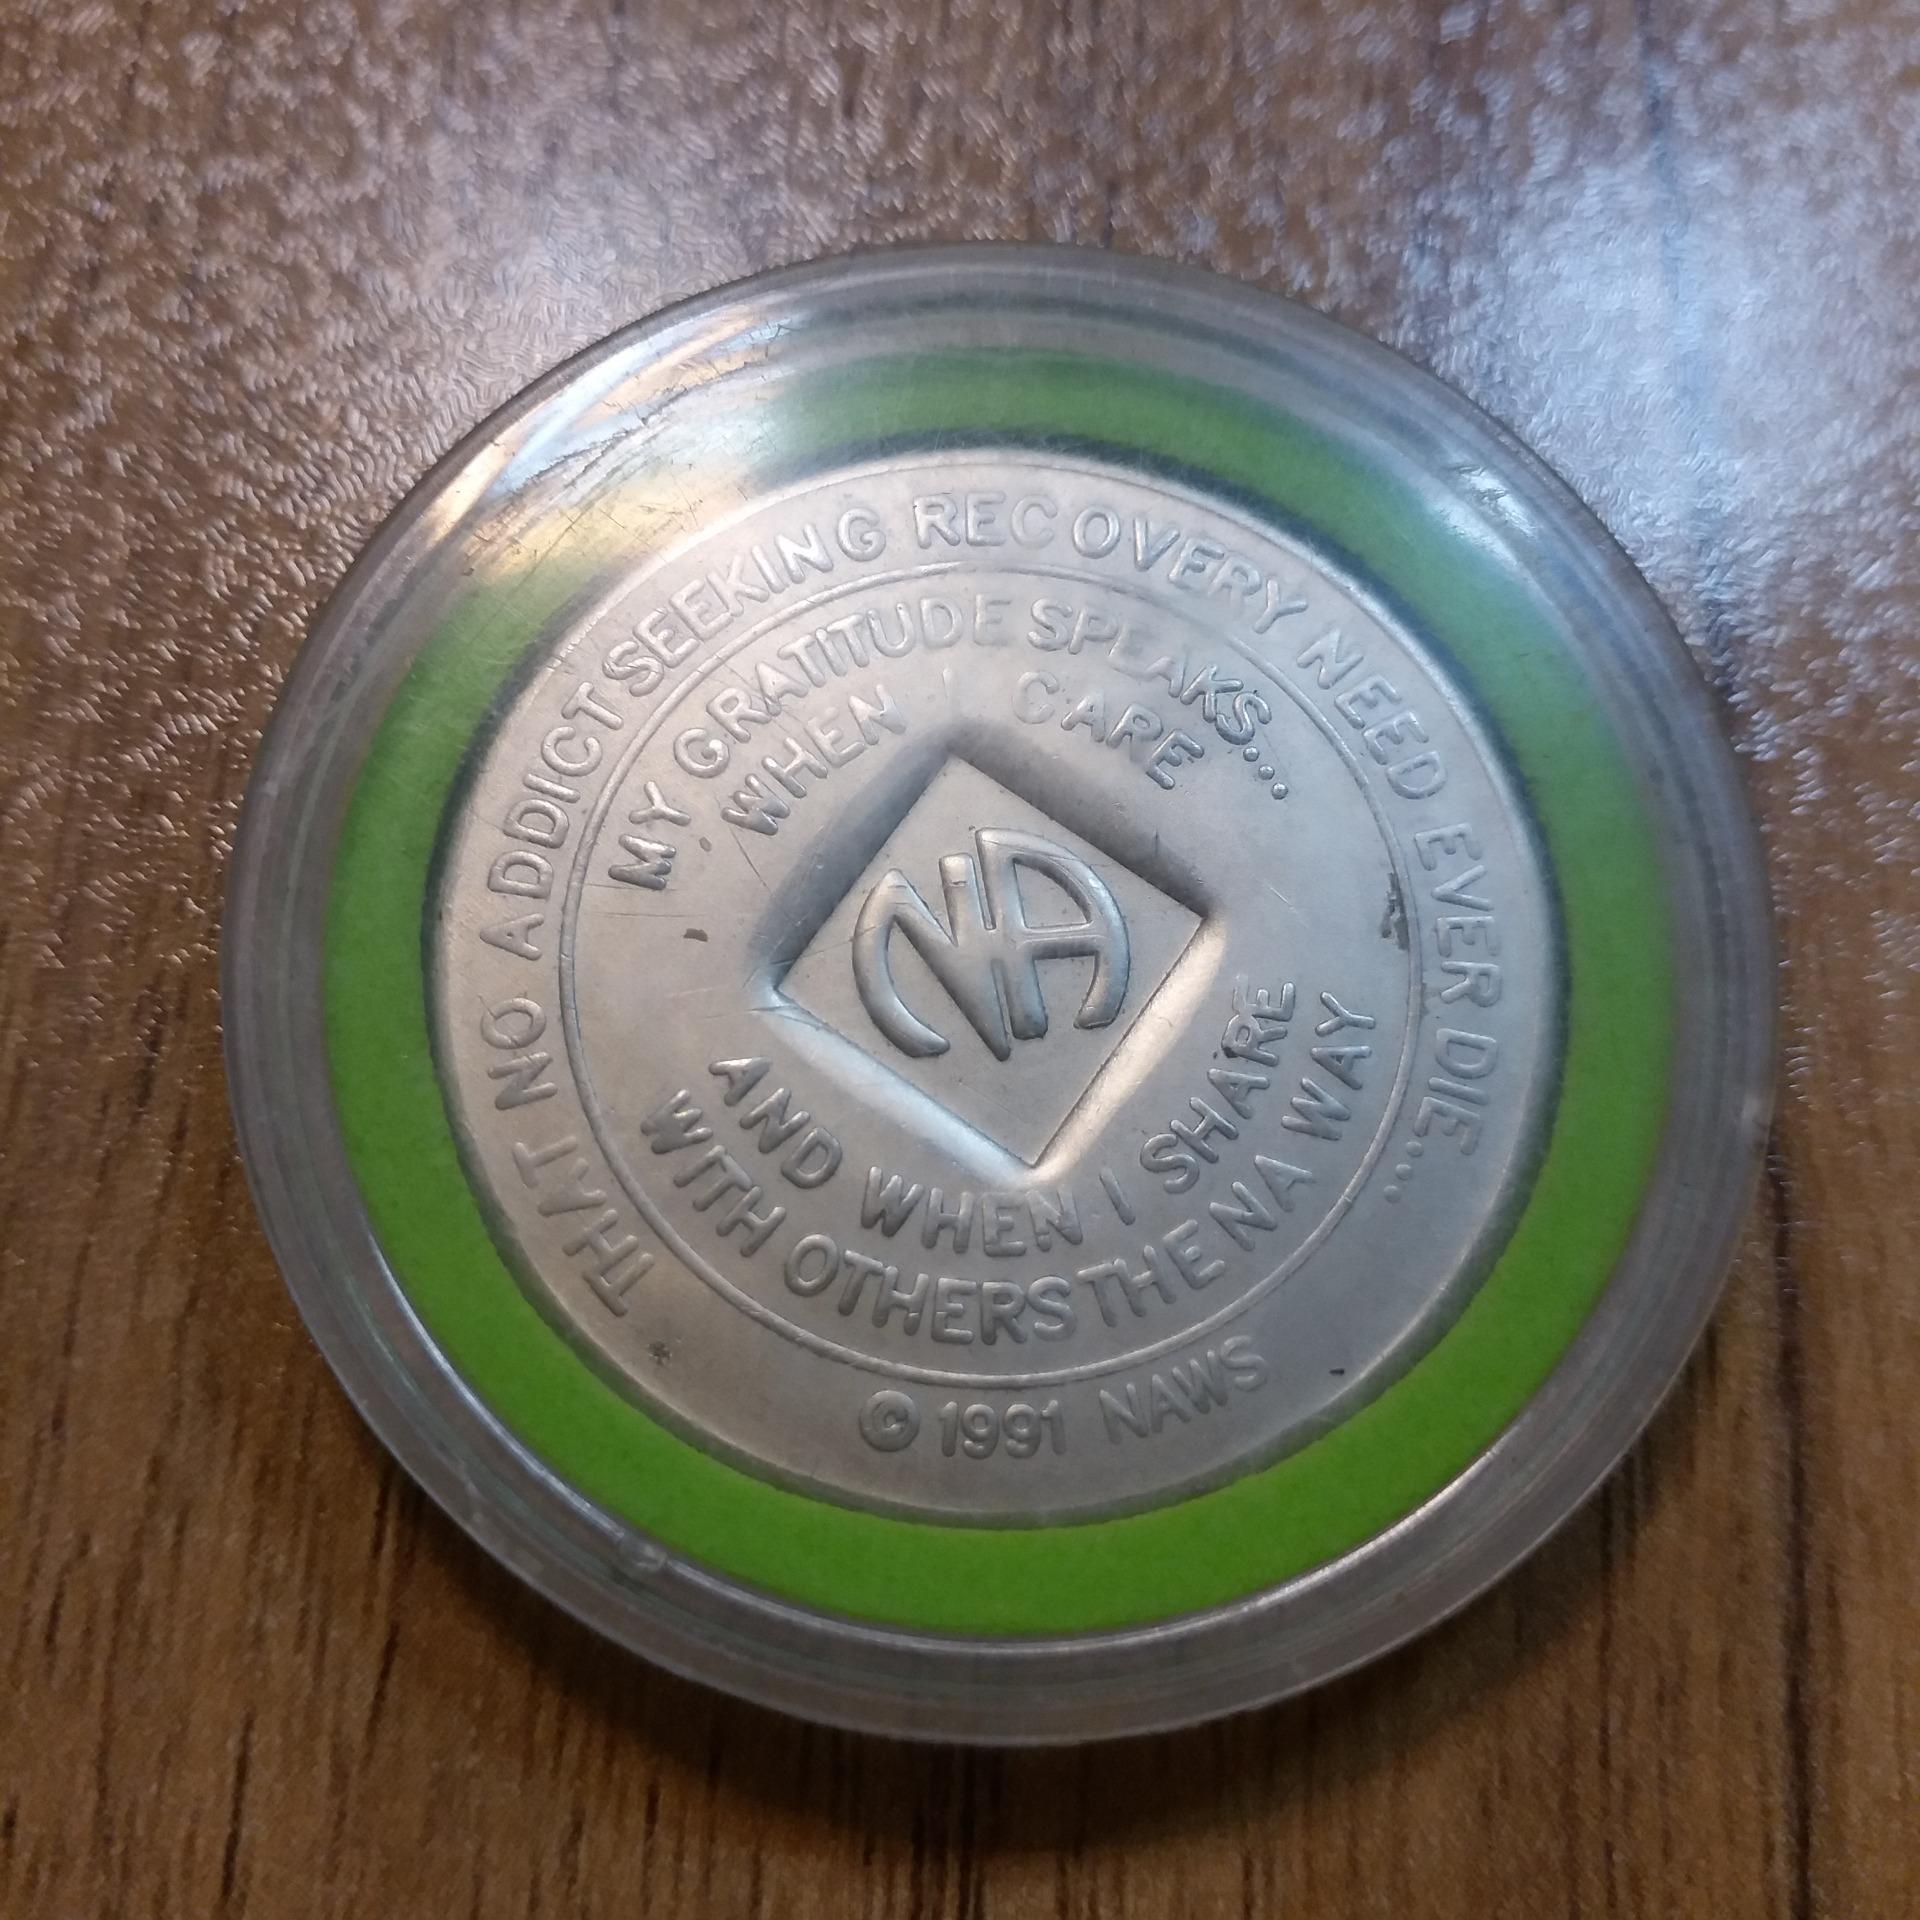 THAT NO ADDICT SEEKING RECOVERY NEED EVER DIE.....
MY GRATITUDE SPEAKS...
WHEN I CARE
NA
AND WHEN I SHARE
WITH OTHERS THE NA WAY
© 1991 NAWS